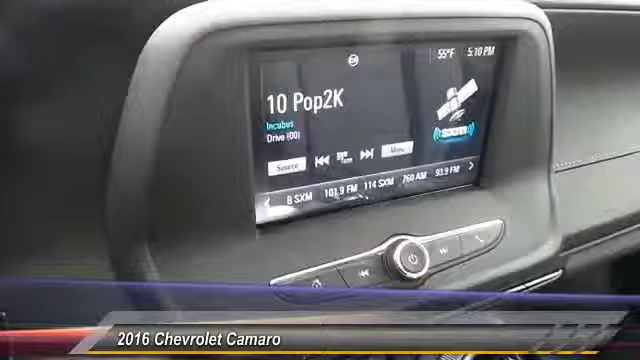 55°F 5:10 PM
10 Pop2K
Incubus
Drive (00)
Source
Menu
8 SXM 101.9 FM 114 SXM 760 AM 93.9 FM
2016 Chevrolet Camaro